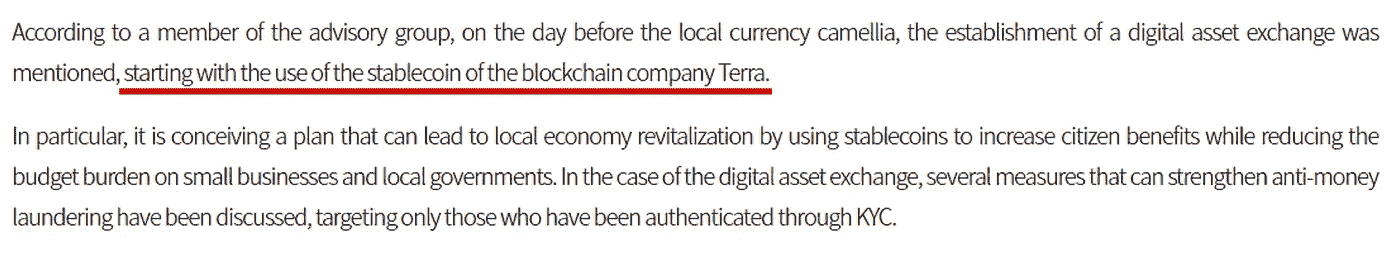 According to a member of the advisory group, on the day before the local currency camellia, the establishment of a digital asset exchange was
mentioned, starting with the use of the stablecoin of the blockchain company Terra.
In particular, it is conceiving a plan that can lead to local economy revitalization by using stablecoins to increase citizen benefits while reducing the
budget burden on small businesses and local governments. In the case of the digital asset exchange, several measures that can strengthen anti-money
laundering have been discussed, targeting only those who have been authenticated through KYC.